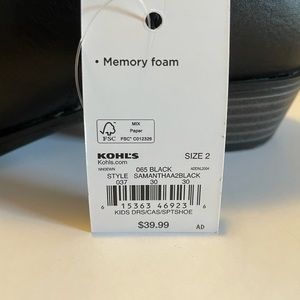 • Memory foam
FSC
MIX
Paper
FSC® C012326
KOHL'S
SIZE 2
Kohls.com
065 BLACK
STYLE SAMANTHAA2BLACK
037 30 30
6 15363 46923 6
KIDS DRS/CAS/SPTSHOE
$39.99
AD